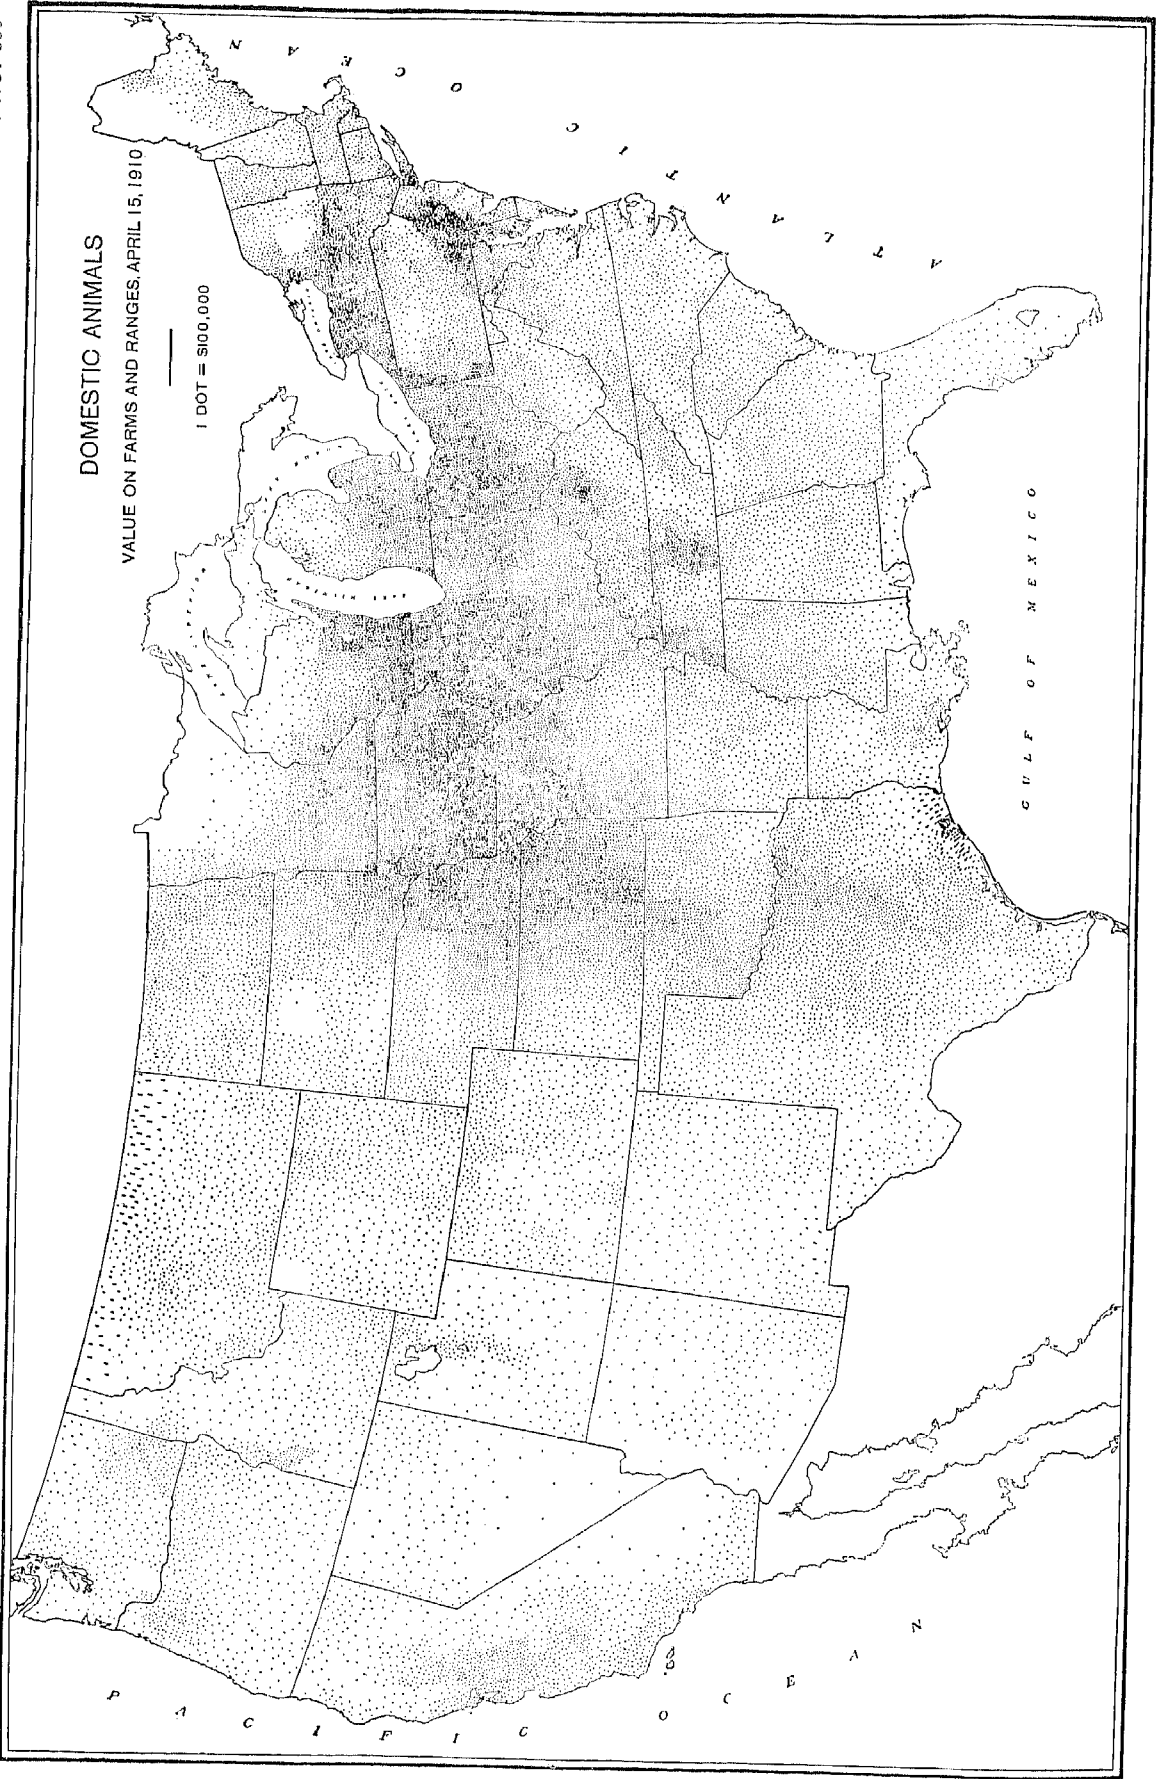 DOMESTIC ANIMALS
VALUE ON FARMS AND RANGES, APRIL 15, 1910
1 DOT = $100,000
ATLANTIC OCEAN
GULF OF MEXICO
PACIFIC OCEAN